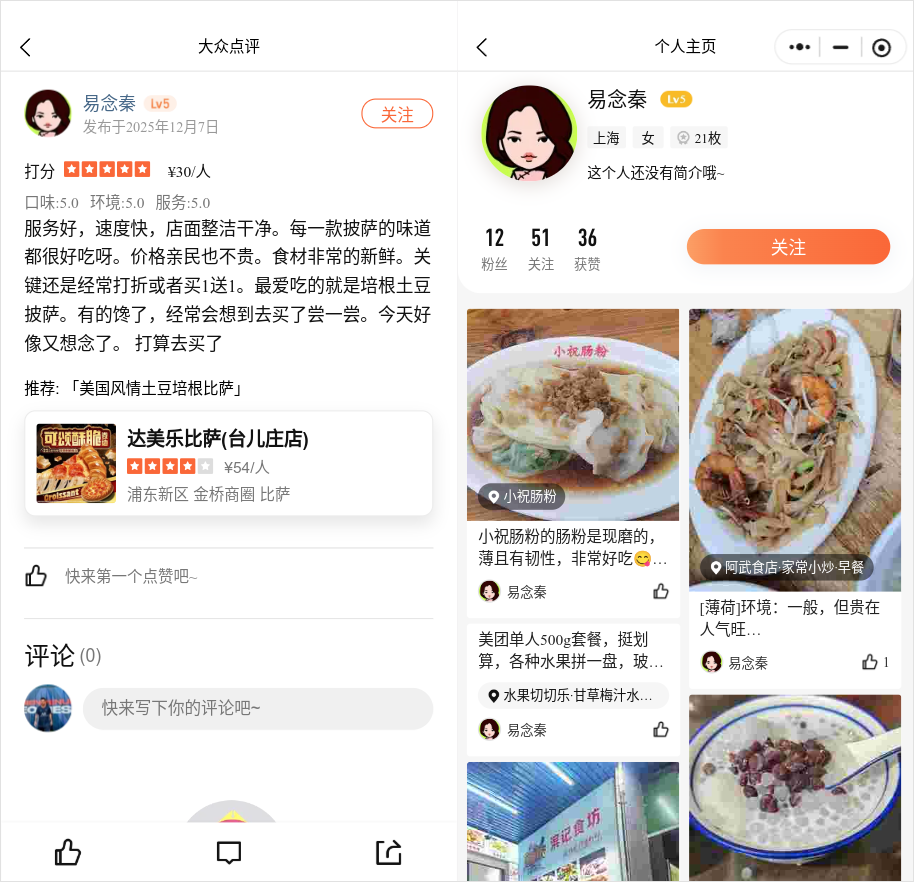 大众点评
易念秦 Lv5
发布于2025年12月7日
关注
打分 ¥30/人
口味:5.0 环境:5.0 服务:5.0
服务好，速度快，店面整洁干净。每一款披萨的味道
都很好吃呀。价格亲民也不贵。食材非常的新鲜。关
键还是经常打折或者买1送1。最爱吃的就是培根土豆
披萨。有的馋了，经常会想到去买了尝一尝。今天好
像又想念了。 打算去买了
推荐: 「美国风情土豆培根比萨」
可颂酥脆
Croissant
达美乐比萨(台儿庄店)
¥54/人
浦东新区 金桥商圈 比萨
快来第一个点赞吧~
评论 (0)
快来写下你的评论吧~
个人主页
易念秦 Lv5
上海 女 21枚
这个人还没有简介哦~
12 51 36
粉丝 关注 获赞
关注
小祝肠粉
小祝肠粉
小祝肠粉的肠粉是现磨的，
薄且有韧性，非常好吃😋…
易念秦
美团单人500g套餐，挺划
算，各种水果拼一盘，玻…
水果切切乐·甘草梅汁水…
易念秦
滨记食坊
阿武食店·家常小炒·早餐
[薄荷]环境：一般，但贵在
人气旺…
易念秦 1